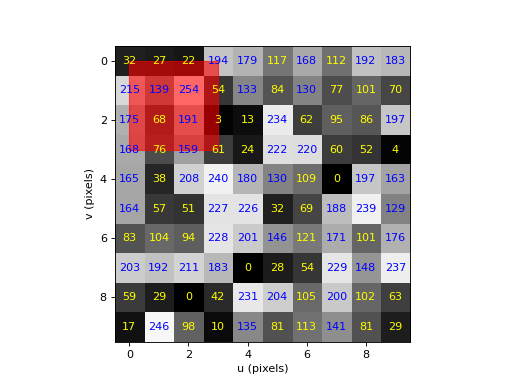 0 32 27 22 194 179 117 168 112 192 183
215 139 254 54 133 84 130 77 101 70
2 175 68 191 3 13 234 62 95 86 197
168 76 159 61 24 222 220 60 52 4
4 165 38 208 240 180 130 109 0 197 163
164 57 51 227 226 32 69 188 239 129
6 83 104 94 228 201 146 121 171 101 176
203 192 211 183 0 28 54 229 148 237
8 59 29 0 42 231 204 105 200 102 63
17 246 98 10 135 81 113 141 81 29
0 2 4 6 8
u (pixels)
v (pixels)